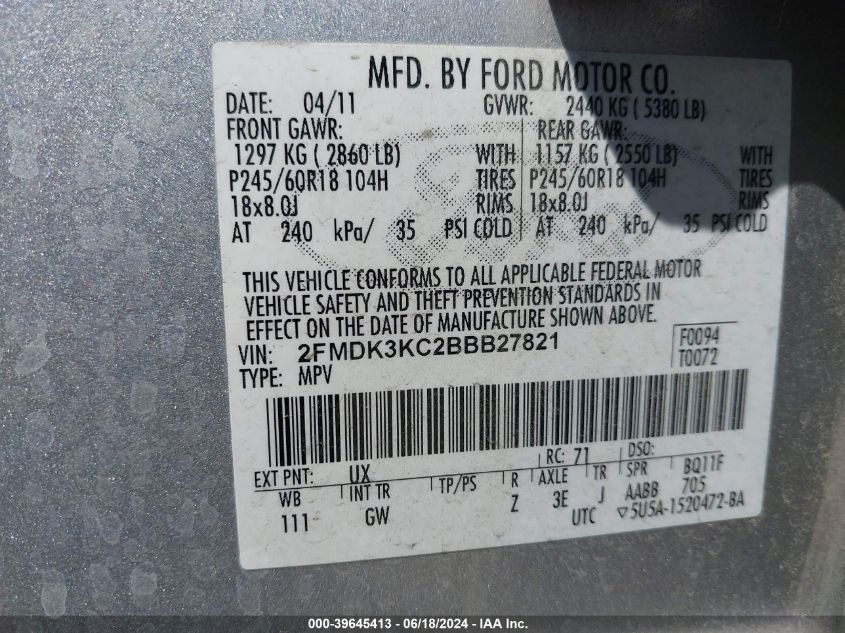 MFD. BY FORD MOTOR CO.
DATE: 04/11 GVWR: 2440 KG ( 5380 LB)
FRONT GAWR: REAR GAWR:
1297 KG ( 2860 LB) WITH 1157 KG ( 2550 LB) WITH
P245/60R18 104H TIRES P245/60R18 104H TIRES
18x8.0J RIMS 18x8.0J RIMS
AT 240 kPa/ 35 PSI COLD AT 240 kPa/ 35 PSI COLD
THIS VEHICLE CONFORMS TO ALL APPLICABLE FEDERAL MOTOR
VEHICLE SAFETY AND THEFT PREVENTION STANDARDS IN
EFFECT ON THE DATE OF MANUFACTURE SHOWN ABOVE.
VIN: 2FMDK3KC2BBB27821 F0094
TYPE: MPV T0072
RC: 71 DSO:
EXT PNT: UX
WB INT TR TP/PS R AXLE TR SPR BQ11F
111 GW Z 3E J AABB 705
UTC ▽5U5A-1520472-BA
000-39645413 - 06/18/2024 - IAA Inc.